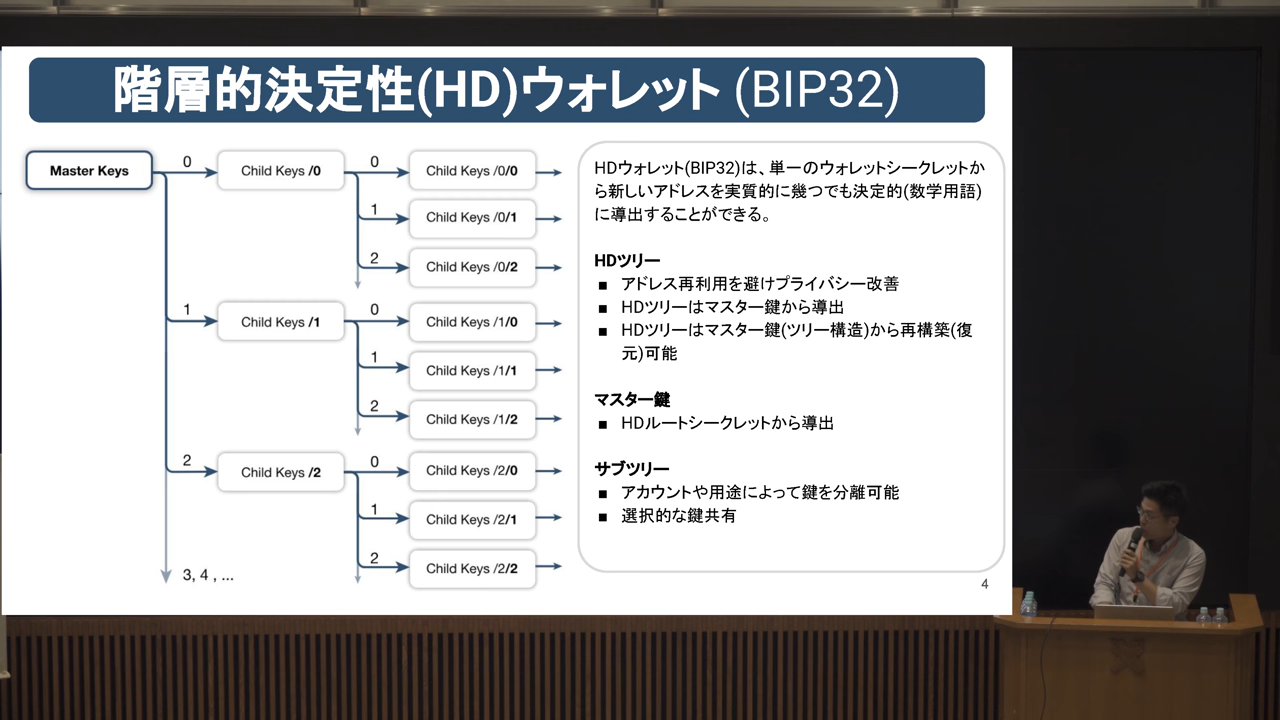 階層的決定性(HD)ウォレット (BIP32)
Master Keys
0
Child Keys /0
0
Child Keys /0/0
1
Child Keys /0/1
2
Child Keys /0/2
1
Child Keys /1
0
Child Keys /1/0
1
Child Keys /1/1
2
Child Keys /1/2
2
Child Keys /2
0
Child Keys /2/0
1
Child Keys /2/1
2
Child Keys /2/2
3, 4 , ...
HDウォレット(BIP32)は、単一のウォレットシークレットか
ら新しいアドレスを実質的に幾つでも決定的(数学用語)
に導出することができる。
HDツリー
■ アドレス再利用を避けプライバシー改善
■ HDツリーはマスター鍵から導出
■ HDツリーはマスター鍵(ツリー構造)から再構築(復
元)可能
マスター鍵
■ HDルートシークレットから導出
サブツリー
■ アカウントや用途によって鍵を分離可能
■ 選択的な鍵共有
4